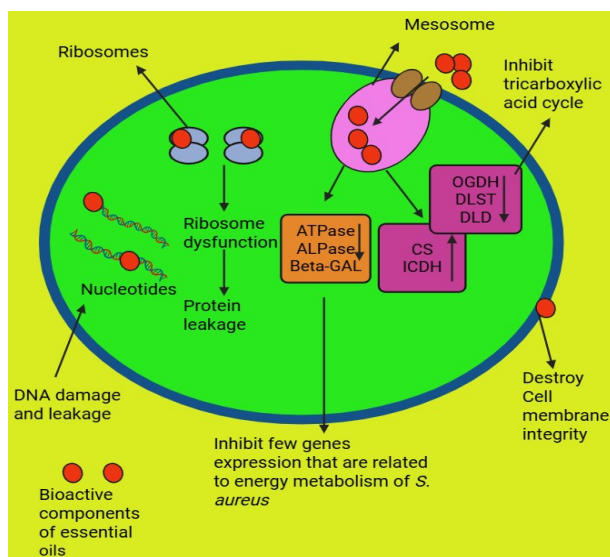 Mesosome
Ribosomes
Inhibit
tricarboxylic
acid cycle
OGDH
DLST
DLD
Ribosome
dysfunction
ATPase
ALPase
Beta-GAL
CS
ICDH
Nucleotides
Protein
leakage
DNA damage
and leakage
Destroy
Cell
membrane
integrity
Inhibit few genes
expression that are related
to energy metabolism of S.
aureus
Bioactive
components
of essential
oils